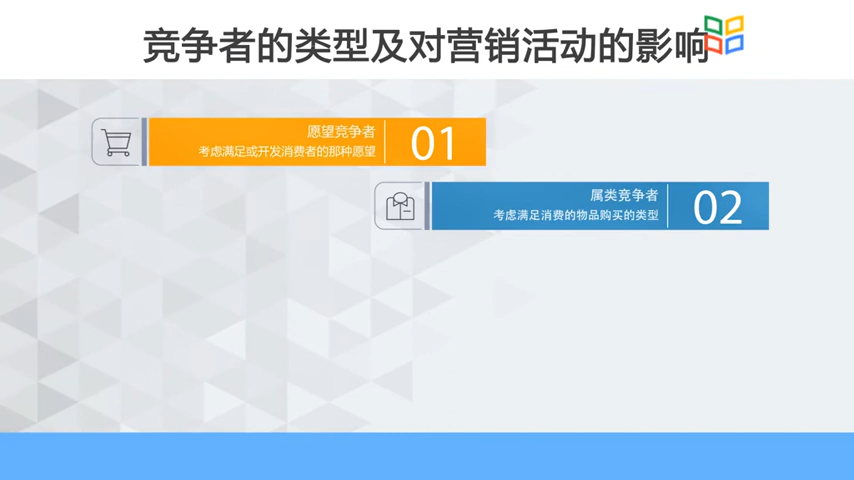 竞争者的类型及对营销活动的影响
愿望竞争者
考虑满足或开发消费者的那种愿望
01
属类竞争者
考虑满足消费的物品购买的类型
02